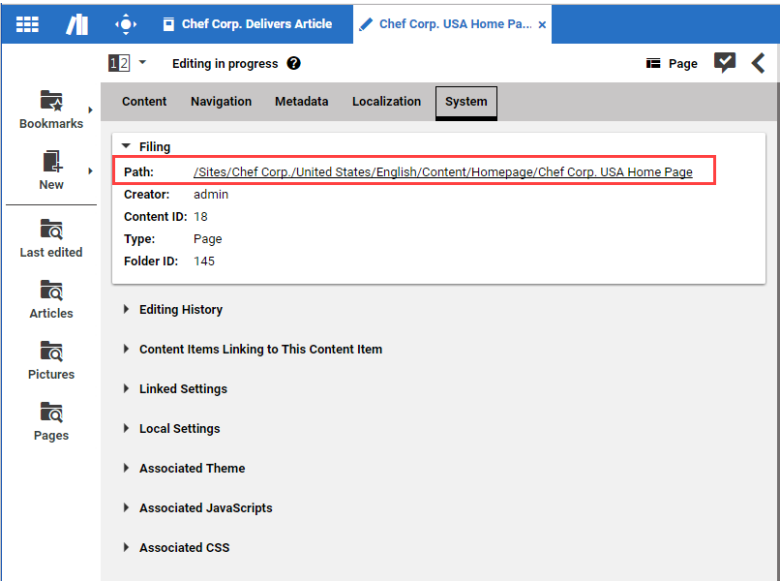 Chef Corp. Delivers Article
Chef Corp. USA Home Pa... ×
1 2
Editing in progress ?
Page
Content Navigation Metadata Localization System
Bookmarks
New
Last edited
Articles
Pictures
Pages
Filing
Path: /Sites/Chef Corp./United States/English/Content/Homepage/Chef Corp. USA Home Page
Creator: admin
Content ID: 18
Type: Page
Folder ID: 145
Editing History
Content Items Linking to This Content Item
Linked Settings
Local Settings
Associated Theme
Associated JavaScripts
Associated CSS